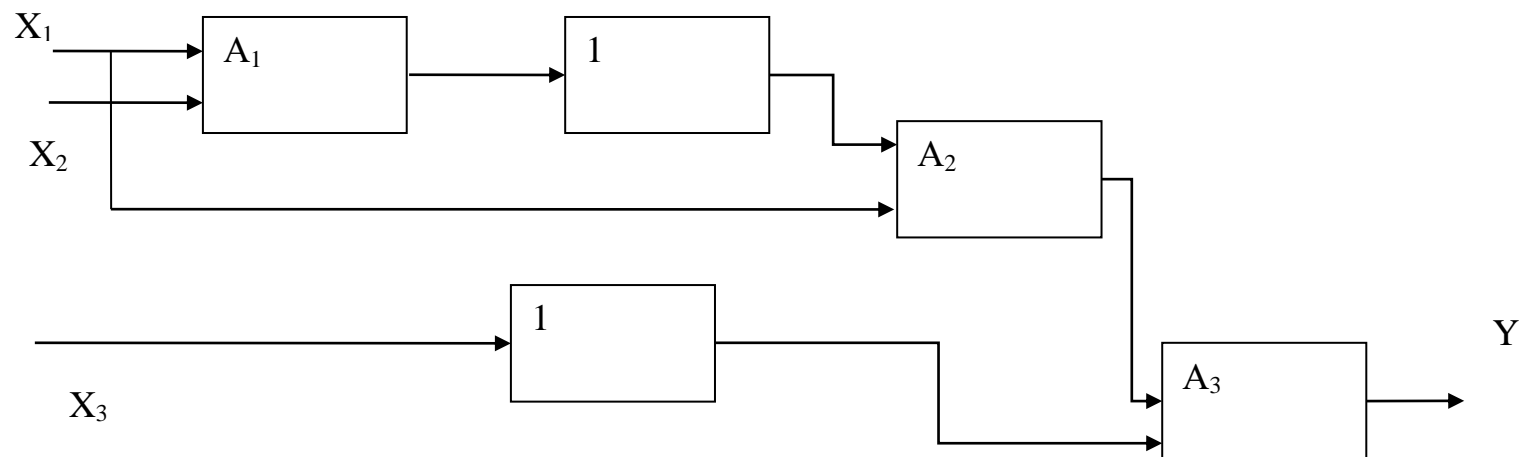 X₁
A₁
1
X₂
A₂
1
Y
A₃
X₃